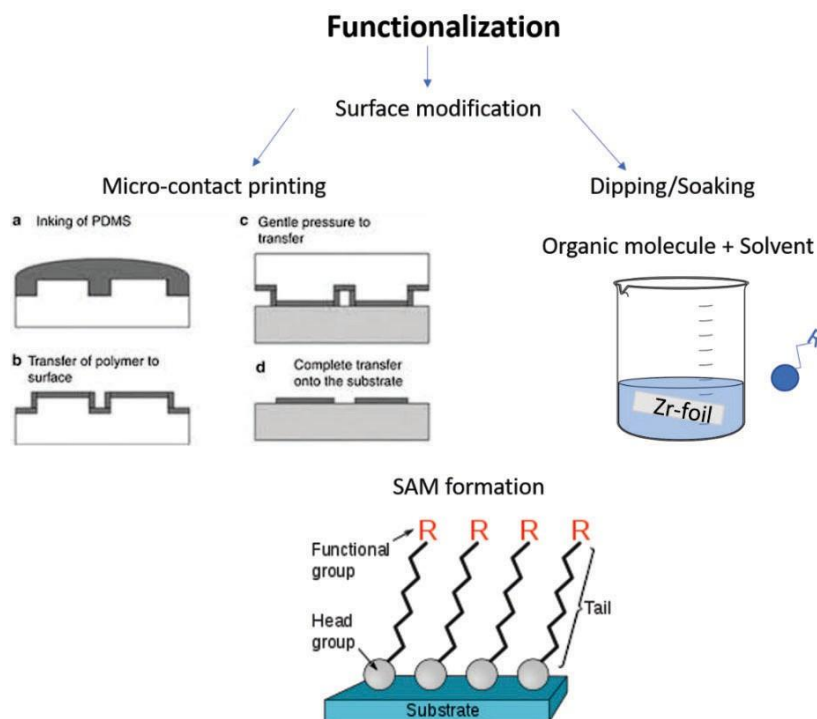 Functionalization
Surface modification
Micro-contact printing
a Inking of PDMS
b Transfer of polymer to
surface
c Gentle pressure to
transfer
d Complete transfer
onto the substrate
Dipping/Soaking
Organic molecule + Solvent
Zr-foil
SAM formation
R R R R
Functional
group
Head
group
Tail
Substrate